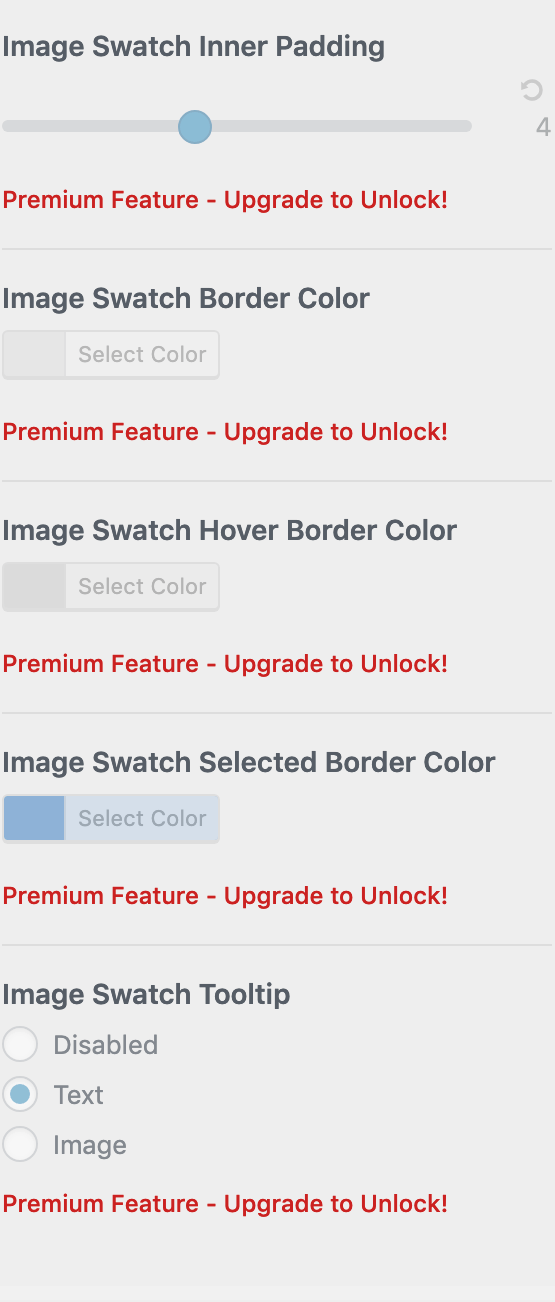 Image Swatch Inner Padding
4
Premium Feature - Upgrade to Unlock!
Image Swatch Border Color
Select Color
Premium Feature - Upgrade to Unlock!
Image Swatch Hover Border Color
Select Color
Premium Feature - Upgrade to Unlock!
Image Swatch Selected Border Color
Select Color
Premium Feature - Upgrade to Unlock!
Image Swatch Tooltip
Disabled
Text
Image
Premium Feature - Upgrade to Unlock!